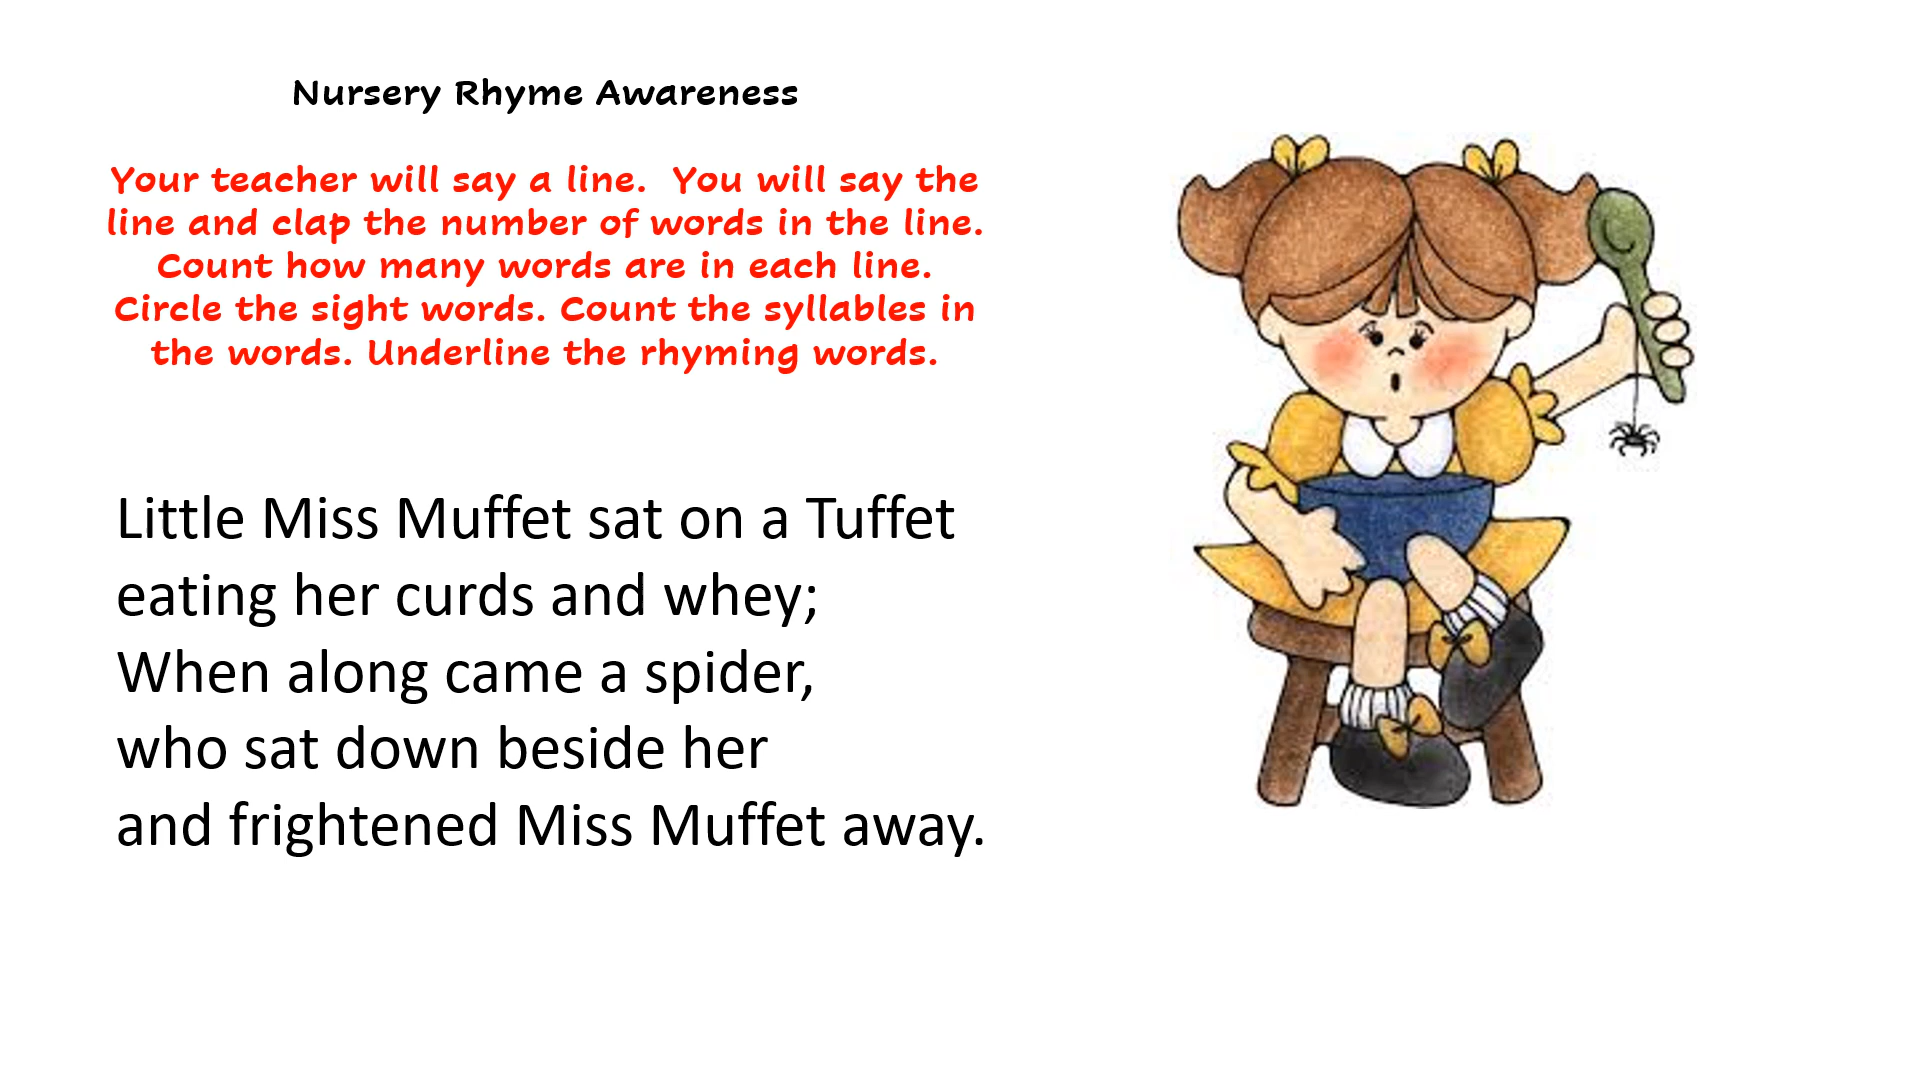 Nursery Rhyme Awareness
Your teacher will say a line.  You will say the
line and clap the number of words in the line.
Count how many words are in each line.
Circle the sight words. Count the syllables in
the words. Underline the rhyming words.
Little Miss Muffet sat on a Tuffet
eating her curds and whey;
When along came a spider,
who sat down beside her
and frightened Miss Muffet away.